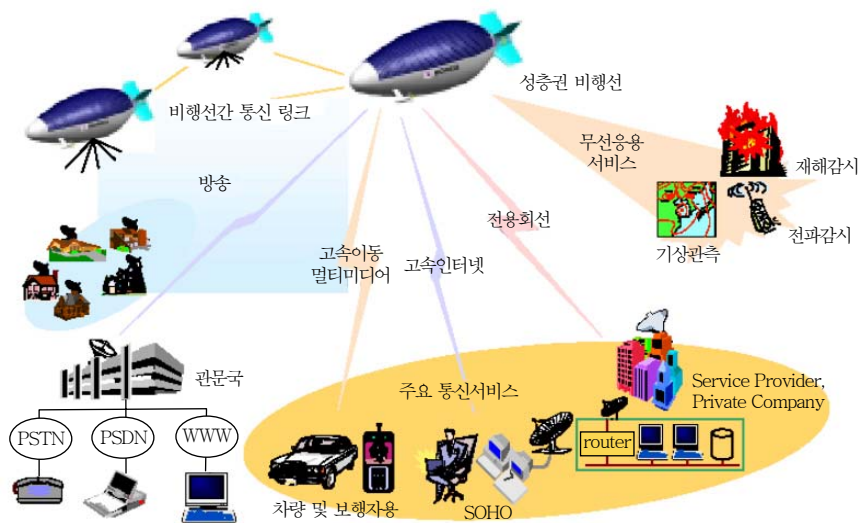 성층권 비행선
비행선간 통신 링크
무선응용
서비스
재해감시
방송
전용회선
기상관측
전파감시
고속이동
멀티미디어
고속인터넷
관문국
주요 통신서비스
Service Provider,
Private Company
PSTN
PSDN
WWW
router
차량 및 보행자용
SOHO